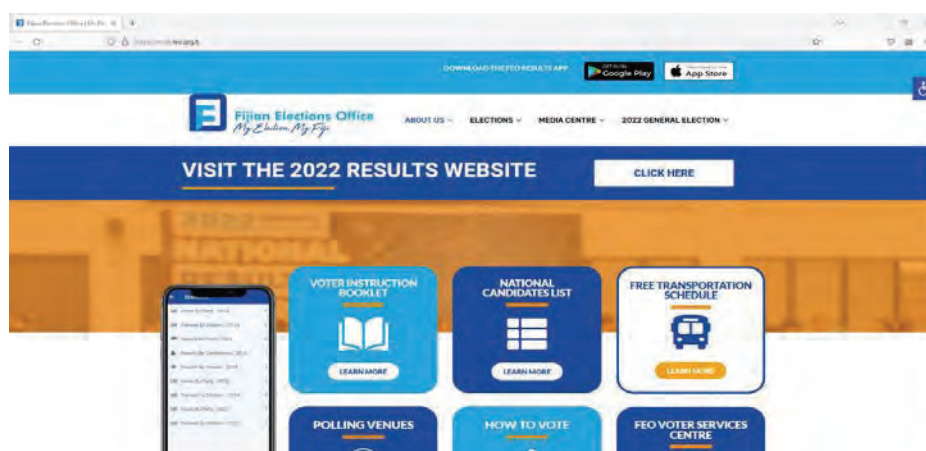 DOWNLOAD THE FEO RESULTS APP
Google Play
App Store
Fijian Elections Office
My Election, My Fiji
ABOUT US
ELECTIONS
MEDIA CENTRE
2022 GENERAL ELECTION
VISIT THE 2022 RESULTS WEBSITE
CLICK HERE
2022
NATIONAL
VOTER INSTRUCTION
BOOKLET
LEARN MORE
NATIONAL
CANDIDATES LIST
LEARN MORE
FREE TRANSPORTATION
SCHEDULE
LEARN MORE
POLLING VENUES
HOW TO VOTE
FEO VOTER SERVICES
CENTRE